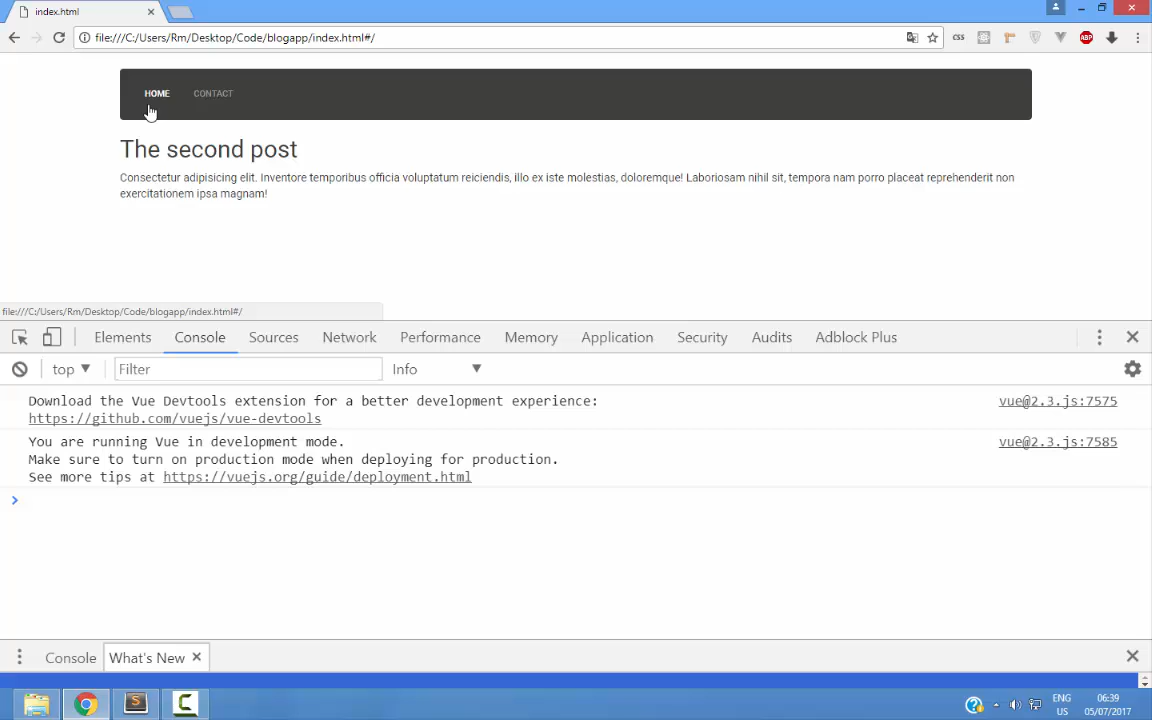 index.html
file:///C:/Users/Rm/Desktop/Code/blogapp/index.html#/
CSS
ABP
HOME CONTACT
The second post
Consectetur adipisicing elit. Inventore temporibus officia voluptatum reiciendis, illo ex iste molestias, doloremque! Laboriosam nihil sit, tempora nam porro placeat reprehenderit non
exercitationem ipsa magnam!
file:///C:/Users/Rm/Desktop/Code/blogapp/index.html#/
Elements Console Sources Network Performance Memory Application Security Audits Adblock Plus
top Filter Info
Download the Vue Devtools extension for a better development experience: vue@2.3.js:7575
https://github.com/vuejs/vue-devtools
You are running Vue in development mode. vue@2.3.js:7585
Make sure to turn on production mode when deploying for production.
See more tips at https://vuejs.org/guide/deployment.html
Console What's New
ENG 06:39
US 05/07/2017